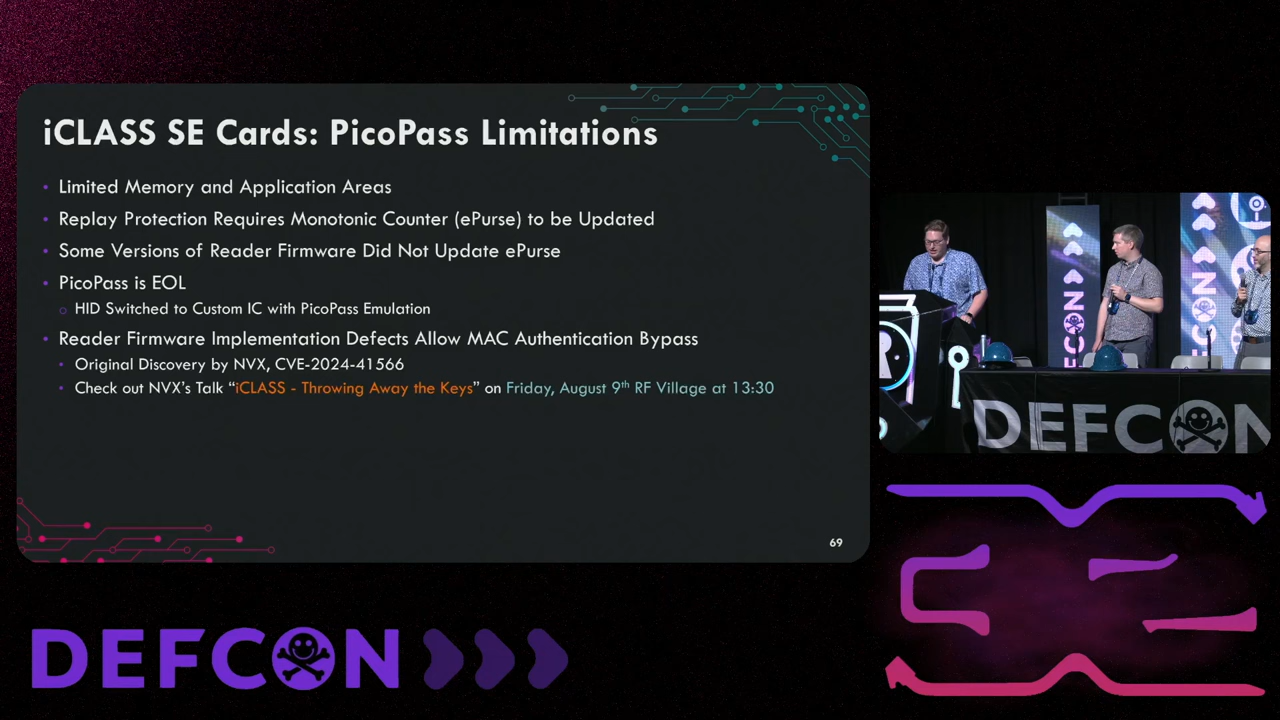 iCLASS SE Cards: PicoPass Limitations
• Limited Memory and Application Areas
• Replay Protection Requires Monotonic Counter (ePurse) to be Updated
• Some Versions of Reader Firmware Did Not Update ePurse
• PicoPass is EOL
○ HID Switched to Custom IC with PicoPass Emulation
• Reader Firmware Implementation Defects Allow MAC Authentication Bypass
• Original Discovery by NVX, CVE-2024-41566
• Check out NVX’s Talk “iCLASS - Throwing Away the Keys” on Friday, August 9th RF Village at 13:30
69
DEFCON
DEFCON
DEFCON
DEFCON